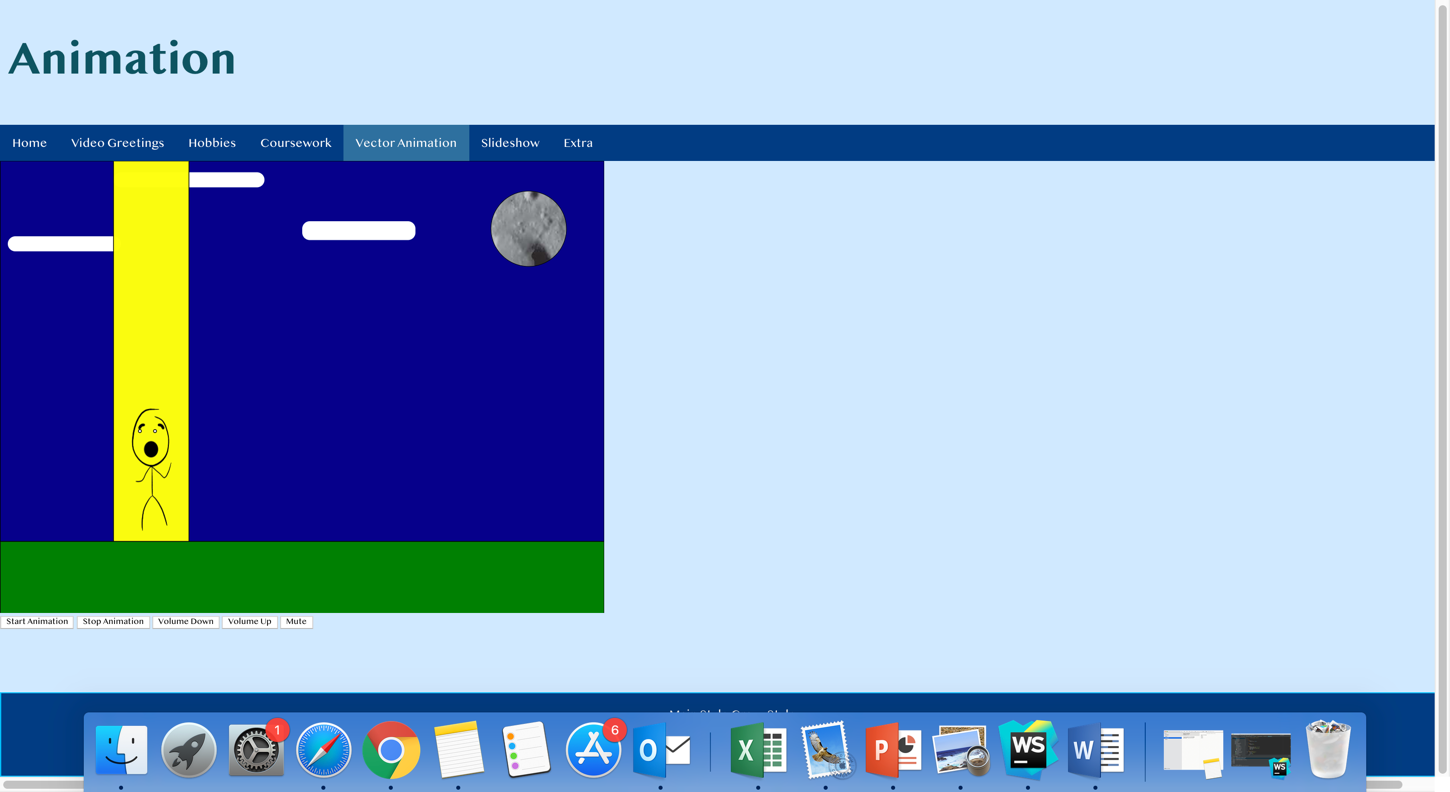 Animation
Home Video Greetings Hobbies Coursework Vector Animation Slideshow Extra
Start Animation Stop Animation Volume Down Volume Up Mute
1
6
O
X
P
WS
W
WS